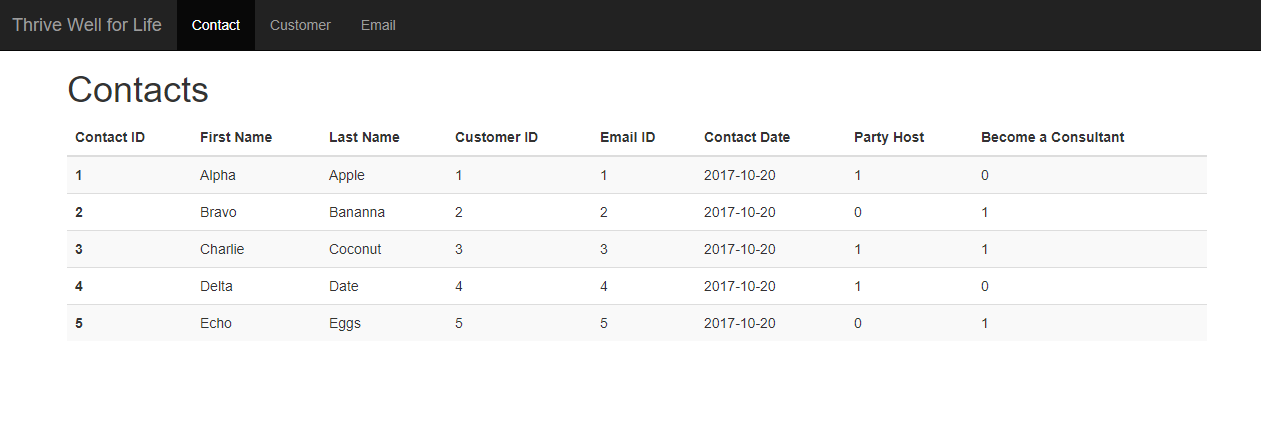 Thrive Well for Life Contact Customer Email
Contacts
Contact ID First Name Last Name Customer ID Email ID Contact Date Party Host Become a Consultant
1 Alpha Apple 1 1 2017-10-20 1 0
2 Bravo Bananna 2 2 2017-10-20 0 1
3 Charlie Coconut 3 3 2017-10-20 1 1
4 Delta Date 4 4 2017-10-20 1 0
5 Echo Eggs 5 5 2017-10-20 0 1